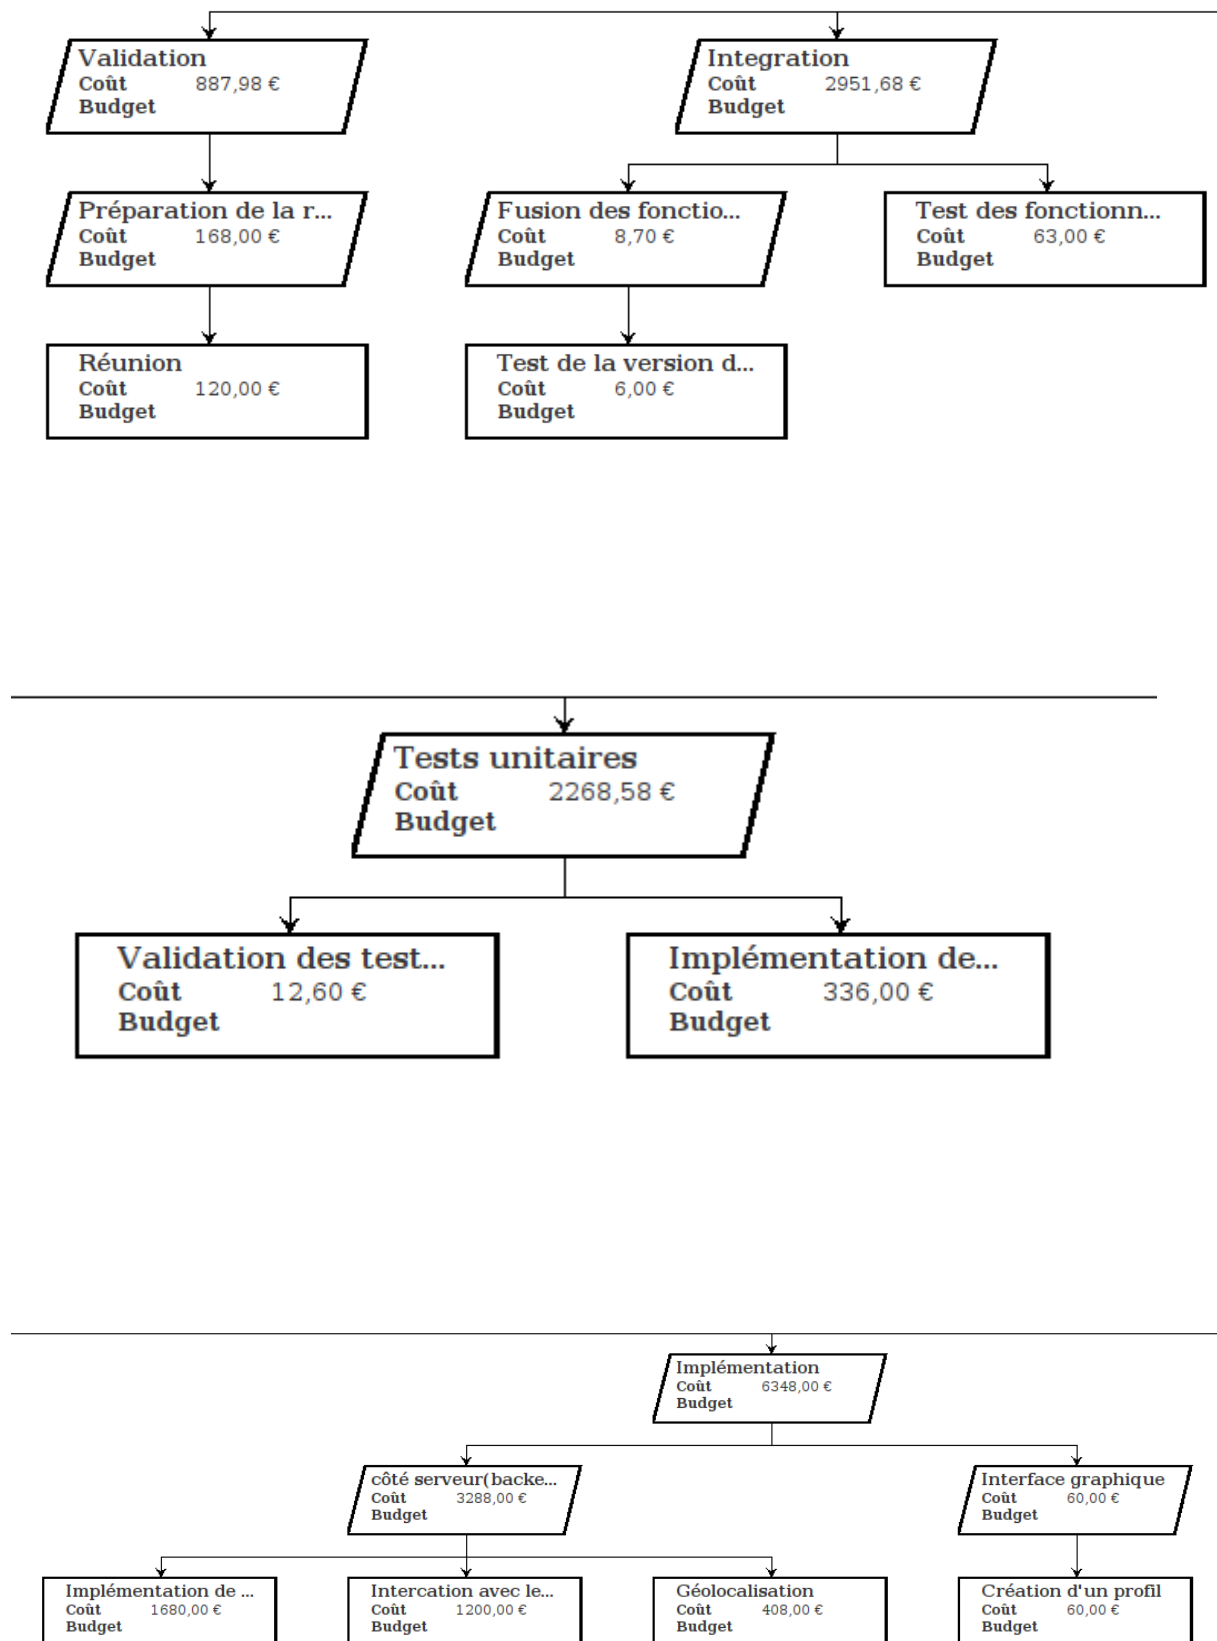 Validation
Coût 887,98 €
Budget
Integration
Coût 2951,68 €
Budget
Préparation de la r...
Coût 168,00 €
Budget
Fusion des fonctio...
Coût 8,70 €
Budget
Test des fonctionn...
Coût 63,00 €
Budget
Réunion
Coût 120,00 €
Budget
Test de la version d...
Coût 6,00 €
Budget
Tests unitaires
Coût 2268,58 €
Budget
Validation des test...
Coût 12,60 €
Budget
Implémentation de...
Coût 336,00 €
Budget
Implémentation
Coût 6348,00 €
Budget
côté serveur(backe...
Coût 3288,00 €
Budget
Interface graphique
Coût 60,00 €
Budget
Implémentation de ...
Coût 1680,00 €
Budget
Intercation avec le...
Coût 1200,00 €
Budget
Géolocalisation
Coût 408,00 €
Budget
Création d'un profil
Coût 60,00 €
Budget